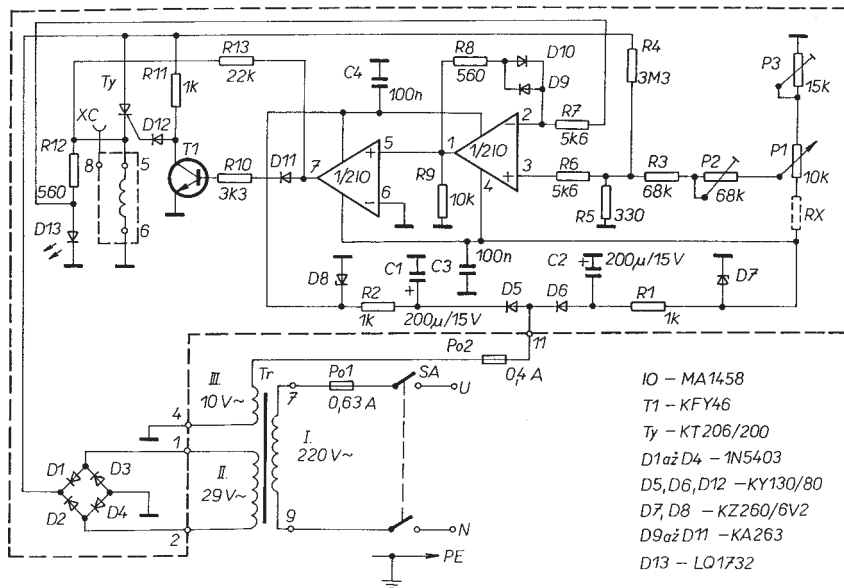 R13
22k
R11
1k
Ty
XC
D12
R12
560
8
5
6
D13
T1
R10
3k3
D11
7
C4
100n
1/2IO
5
6
+
−
R8
560
D10
D9
1
2
3
4
1/2IO
−
+
R7
5k6
R9
10k
R6
5k6
R5
330
R4
3M3
R3
68k
P2
68k
P3
15k
P1
10k
RX
D8
R2
1k
C1
+
200µ/15V
C3
100n
D5
D6
C2
+
200µ/15V
R1
1k
D7
11
Po2
0,4 A
III.
10 V~
Tr
7
Po1
0,63 A
SA
U
4
1
I.
220 V~
II.
29 V~
2
9
N
PE
D1
D3
D2
D4
IO – MA1458
T1 – KFY46
Ty – KT206/200
D1 až D4 – 1N5403
D5, D6, D12 – KY130/80
D7, D8 – KZ260/6V2
D9 až D11 – KA263
D13 – LQ1732